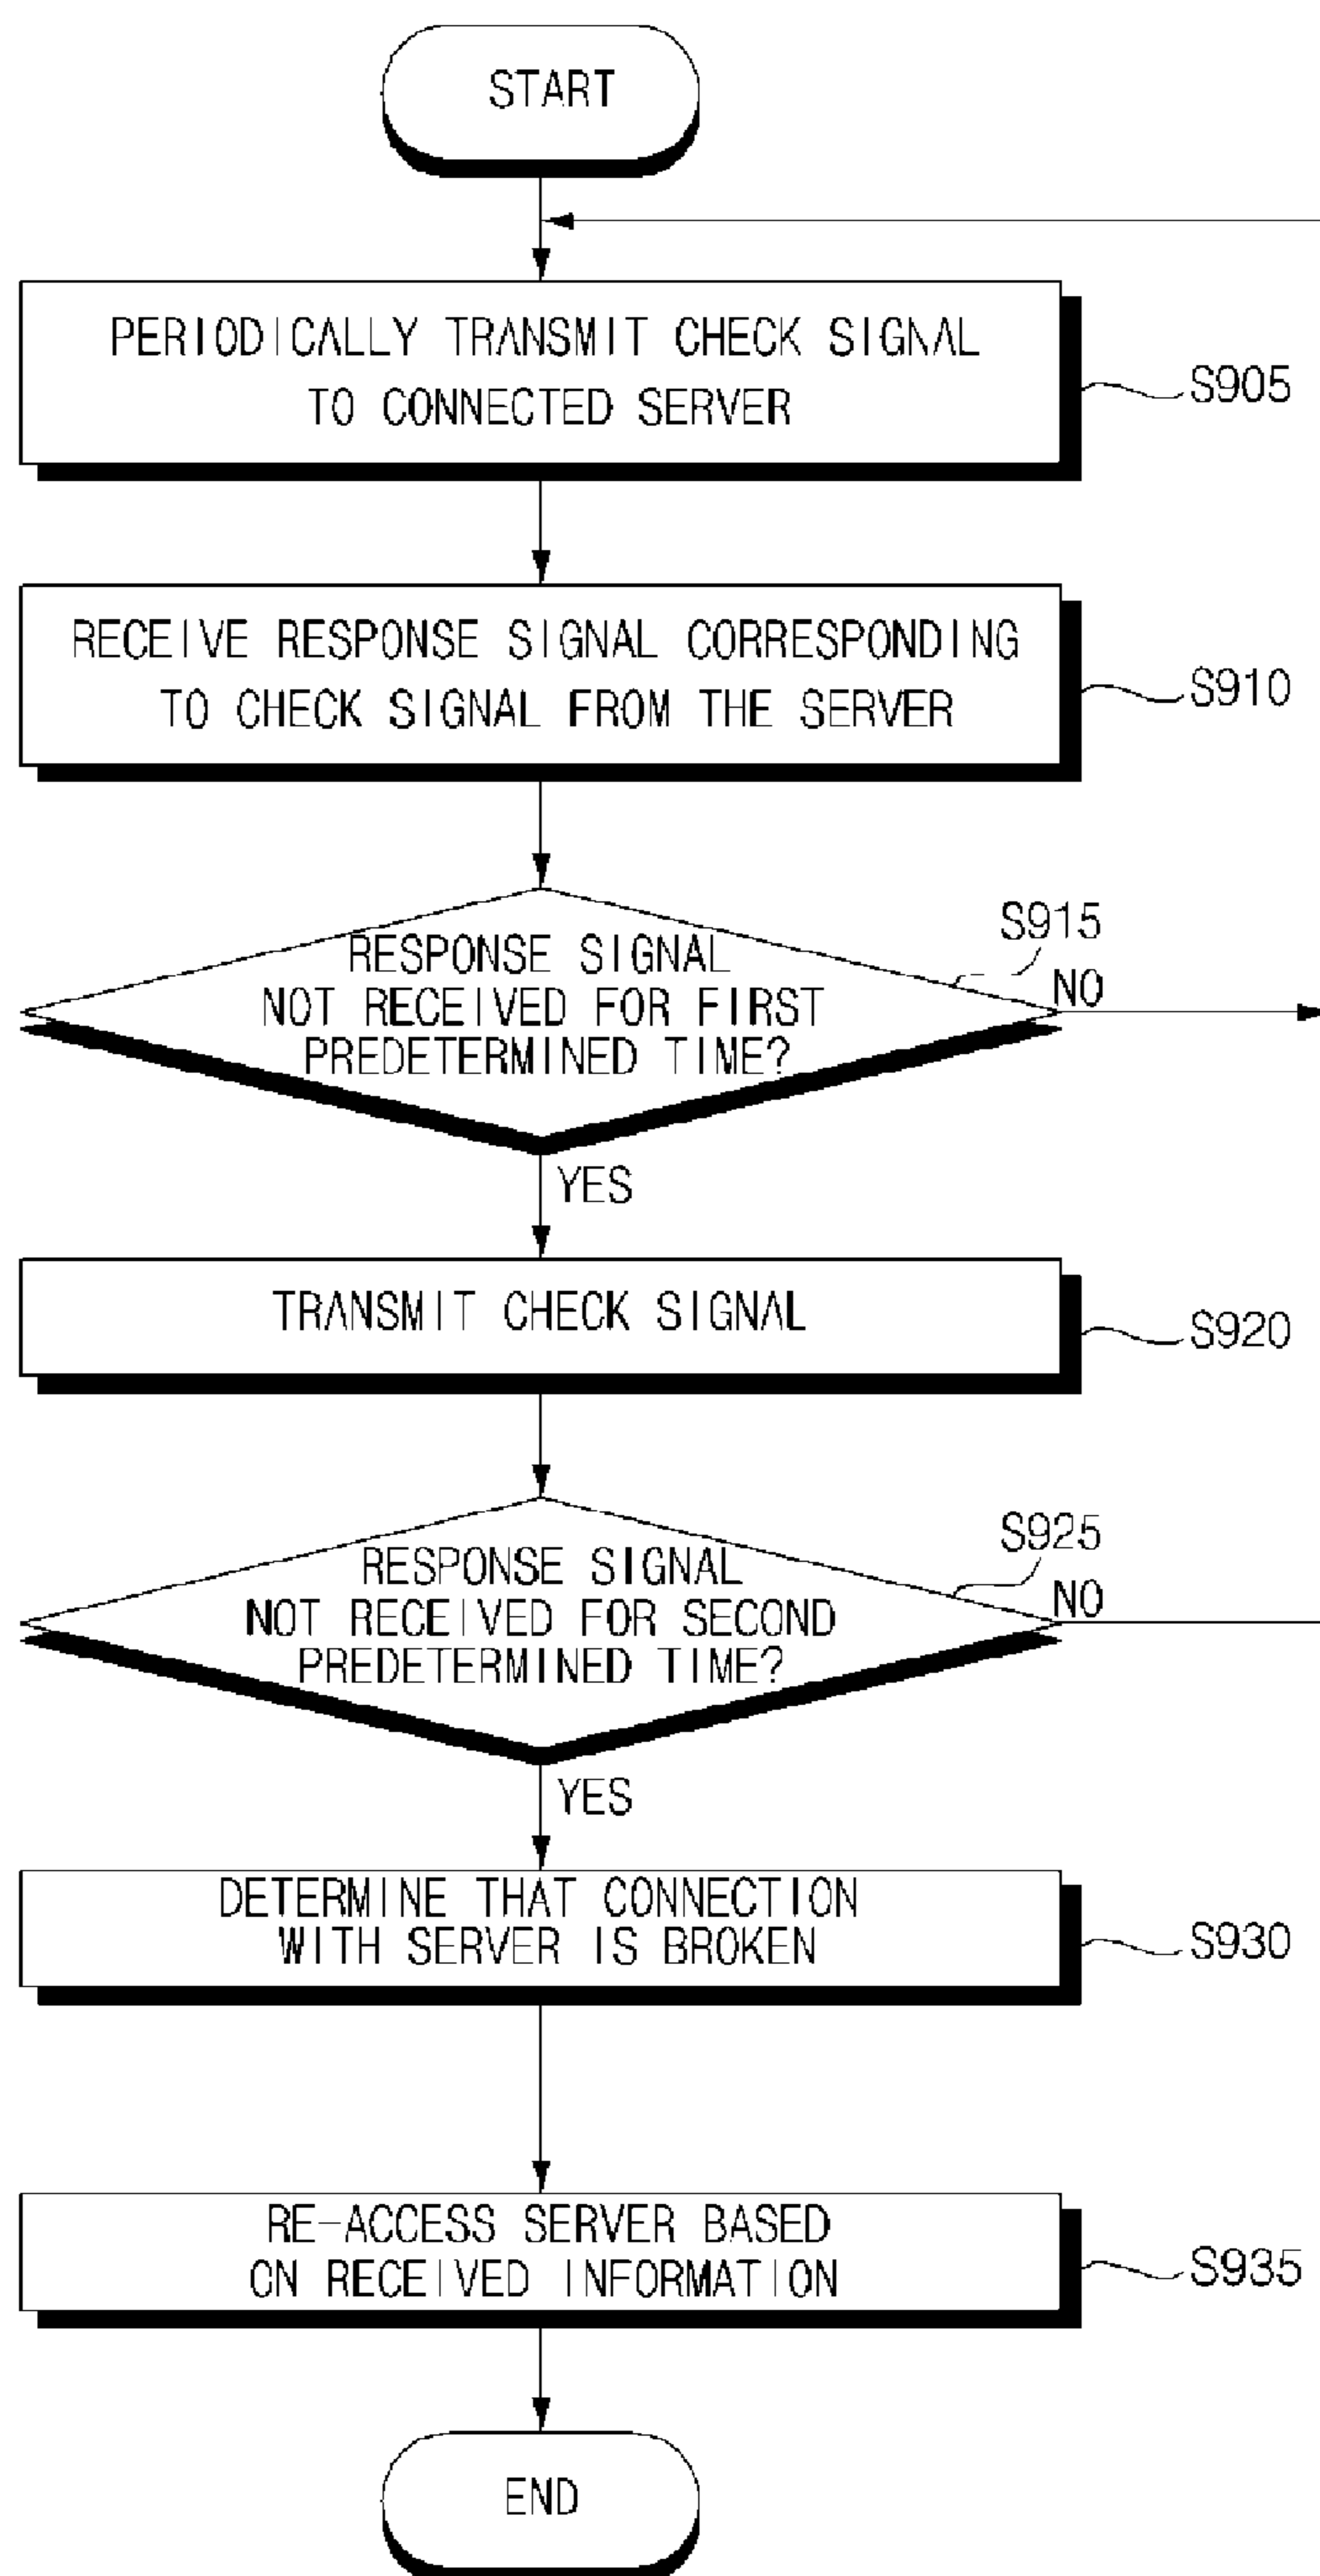 START
PERIODICALLY TRANSMIT CHECK SIGNAL
TO CONNECTED SERVER
S905
RECEIVE RESPONSE SIGNAL CORRESPONDING
TO CHECK SIGNAL FROM THE SERVER
S910
RESPONSE SIGNAL
NOT RECEIVED FOR FIRST
PREDETERMINED TIME?
S915
NO
YES
TRANSMIT CHECK SIGNAL
S920
RESPONSE SIGNAL
NOT RECEIVED FOR SECOND
PREDETERMINED TIME?
S925
NO
YES
DETERMINE THAT CONNECTION
WITH SERVER IS BROKEN
S930
RE-ACCESS SERVER BASED
ON RECEIVED INFORMATION
S935
END